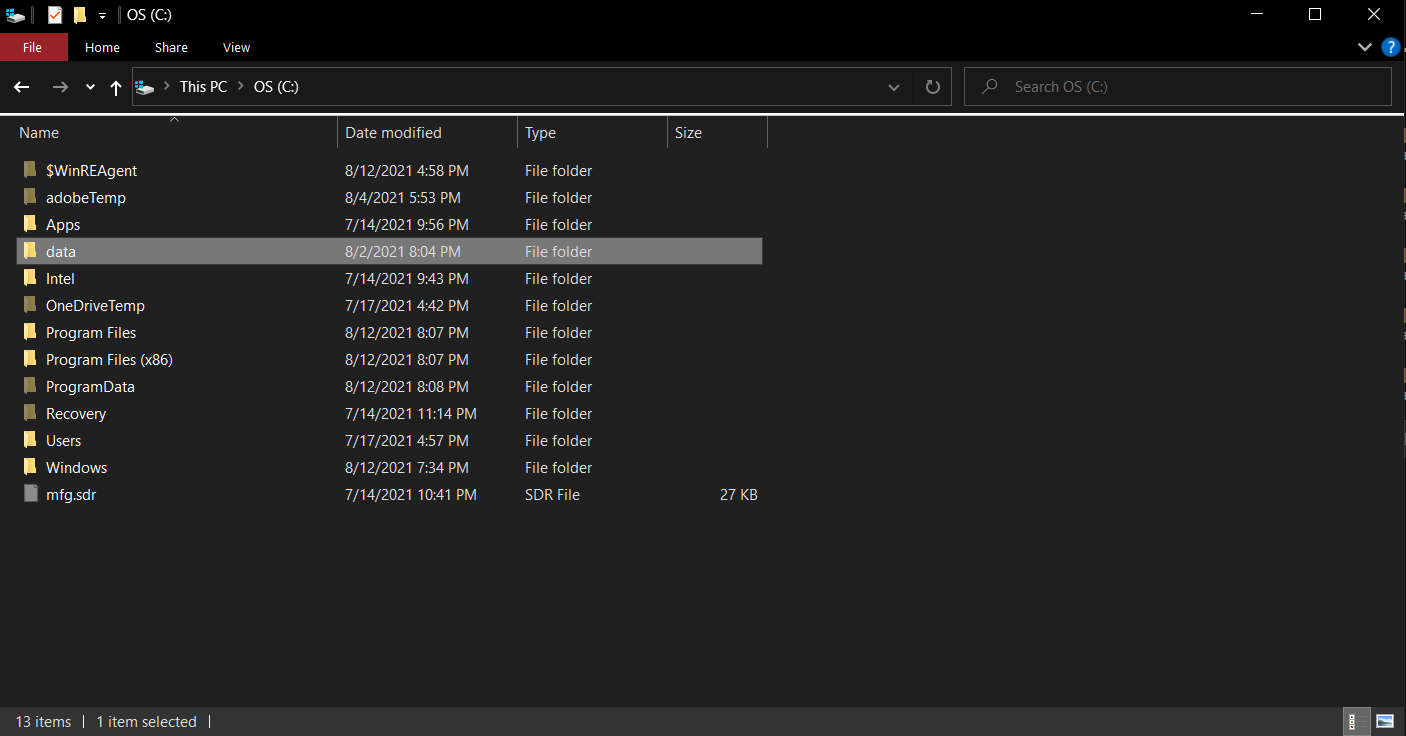 OS (C:)
File Home Share View ?
This PC OS (C:) Search OS (C:)
Name Date modified Type Size
$WinREAgent 8/12/2021 4:58 PM File folder
adobeTemp 8/4/2021 5:53 PM File folder
Apps 7/14/2021 9:56 PM File folder
data 8/2/2021 8:04 PM File folder
Intel 7/14/2021 9:43 PM File folder
OneDriveTemp 7/17/2021 4:42 PM File folder
Program Files 8/12/2021 8:07 PM File folder
Program Files (x86) 8/12/2021 8:07 PM File folder
ProgramData 8/12/2021 8:08 PM File folder
Recovery 7/14/2021 11:14 PM File folder
Users 7/17/2021 4:57 PM File folder
Windows 8/12/2021 7:34 PM File folder
mfg.sdr 7/14/2021 10:41 PM SDR File 27 KB
13 items 1 item selected